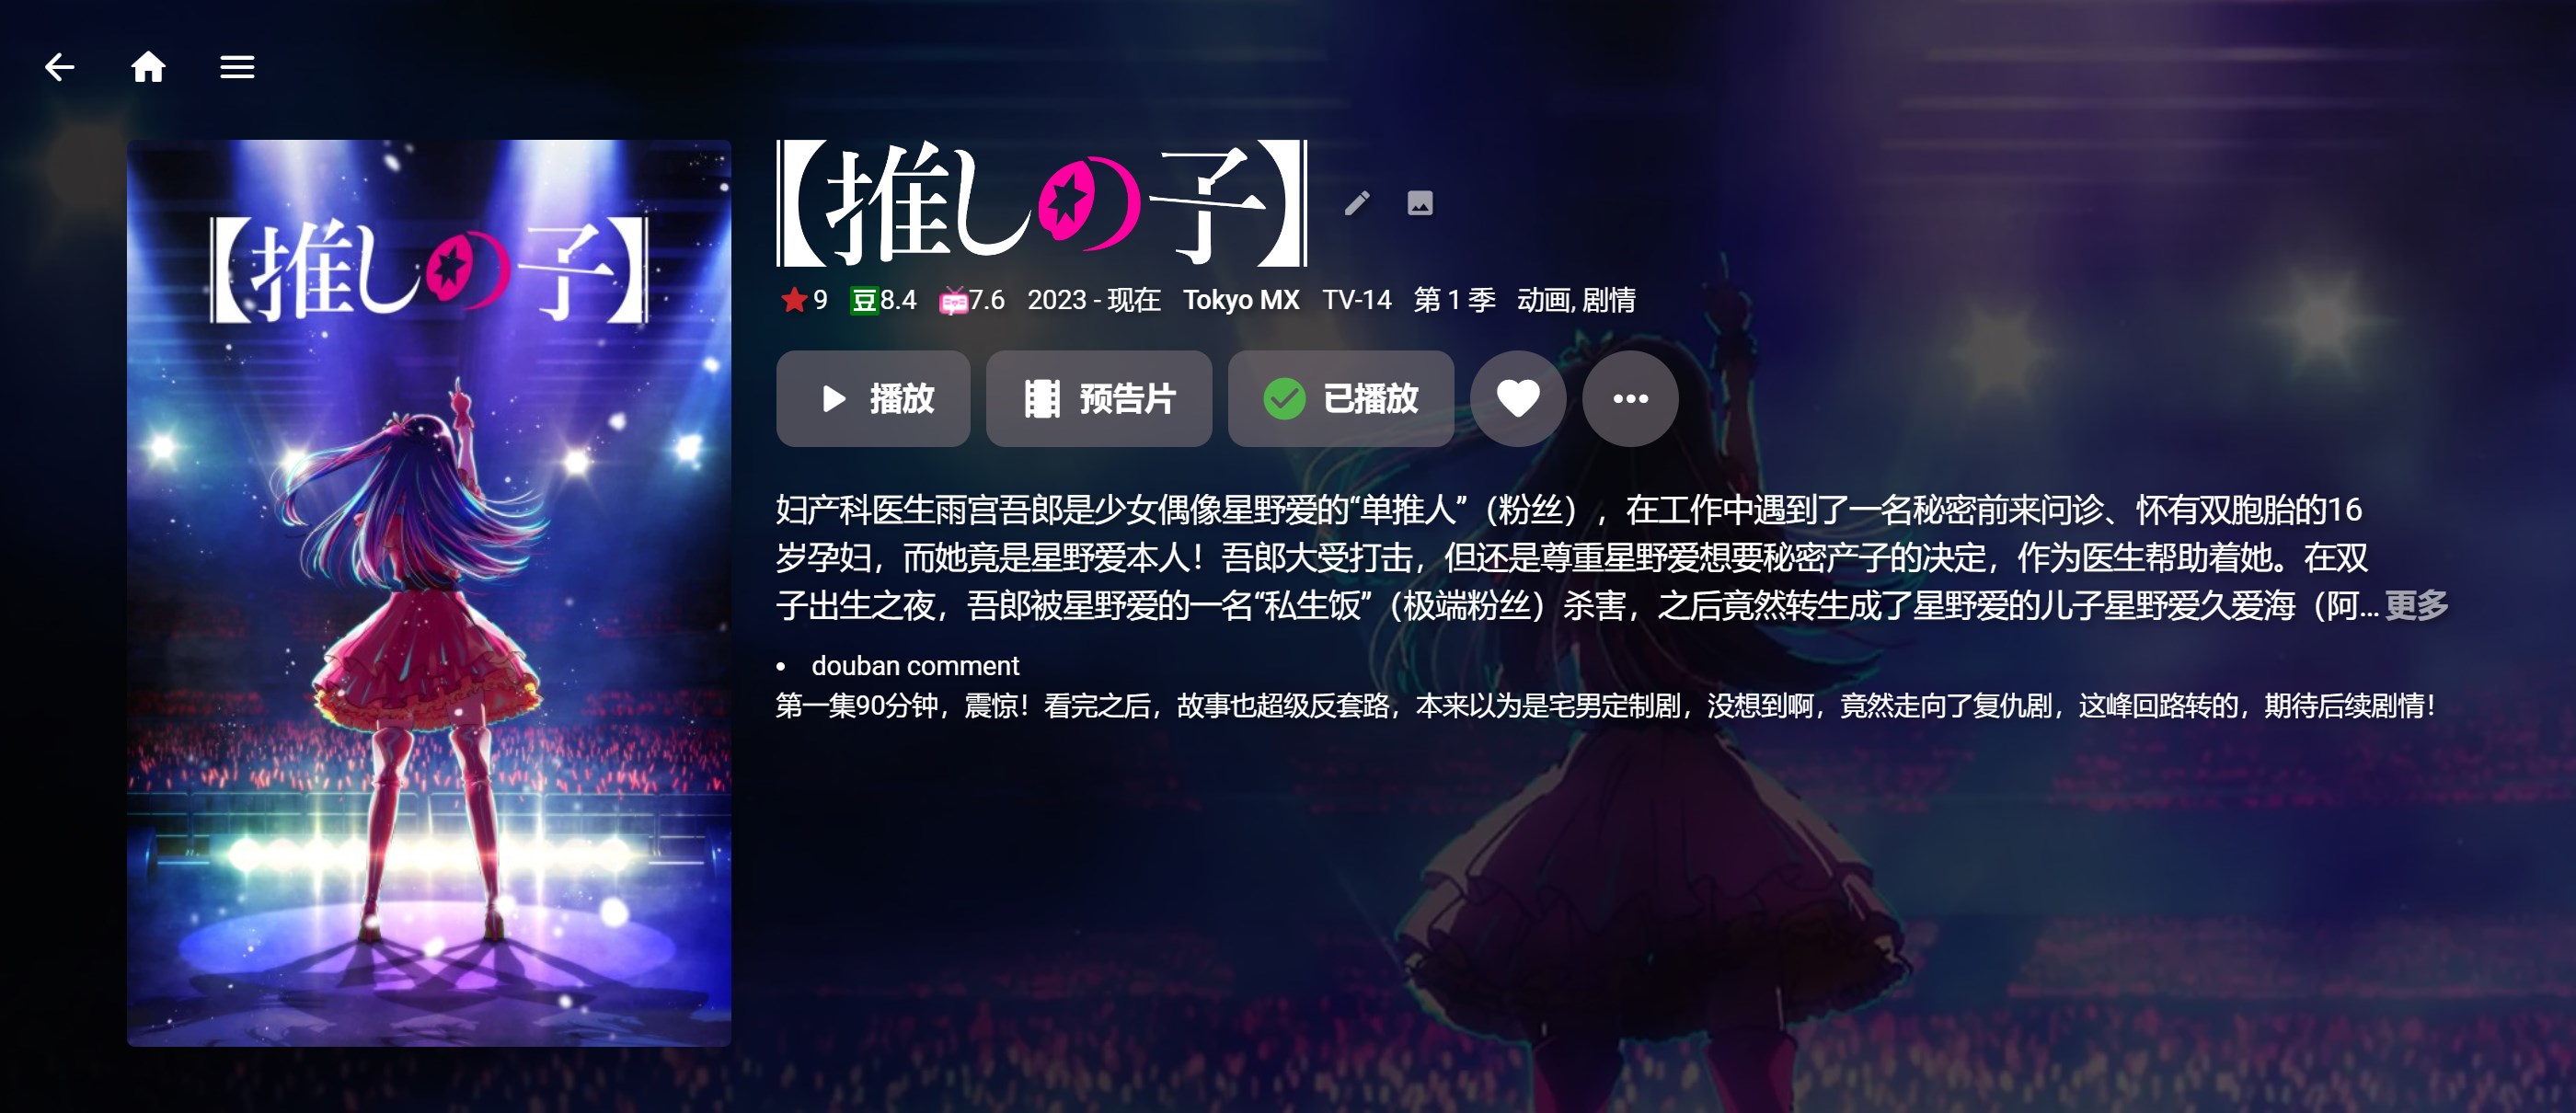 【推しの子】
【推しの子】
9 豆8.4 7.6 2023 - 现在 Tokyo MX TV-14 第 1 季 动画, 剧情
播放 预告片 已播放
妇产科医生雨宫吾郎是少女偶像星野爱的“单推人”（粉丝），在工作中遇到了一名秘密前来问诊、怀有双胞胎的16
岁孕妇，而她竟是星野爱本人！吾郎大受打击，但还是尊重星野爱想要秘密产子的决定，作为医生帮助着她。在双
子出生之夜，吾郎被星野爱的一名“私生饭”（极端粉丝）杀害，之后竟然转生成了星野爱的儿子星野爱久爱海（阿... 更多
• douban comment
第一集90分钟，震惊！看完之后，故事也超级反套路，本来以为是宅男定制剧，没想到啊，竟然走向了复仇剧，这峰回路转的，期待后续剧情！